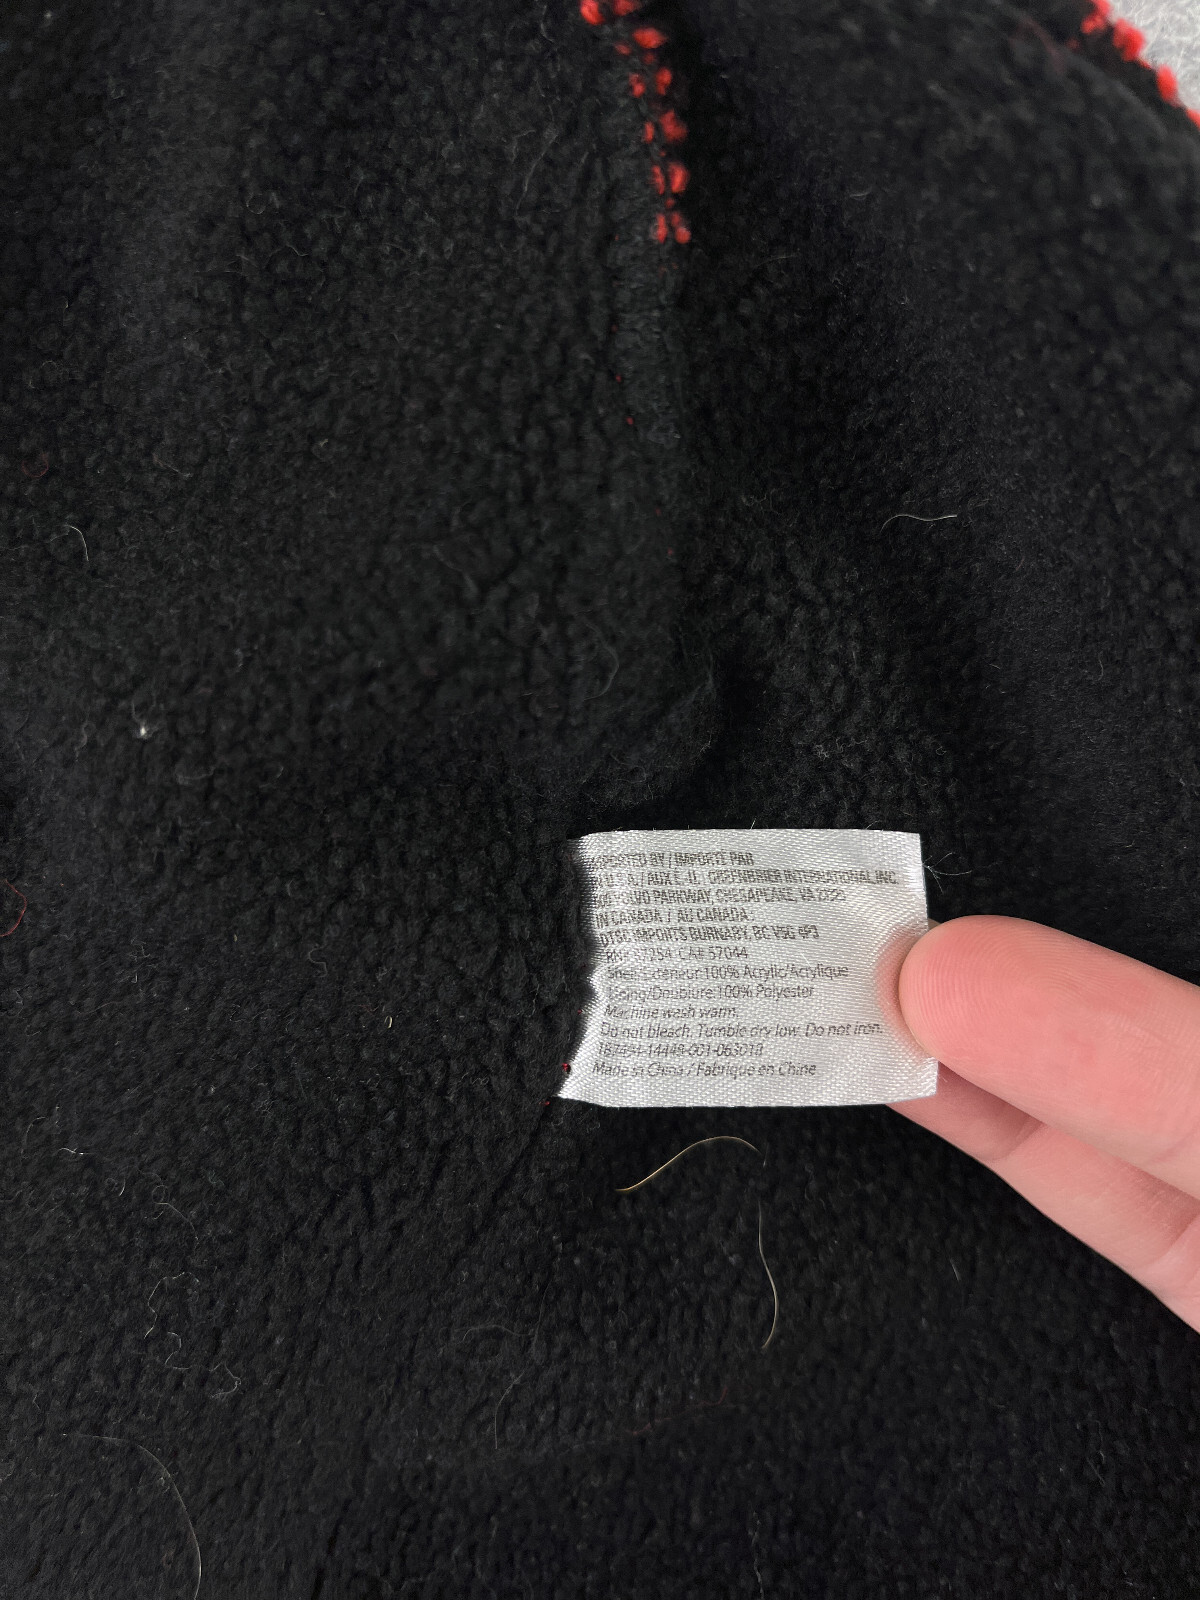 IMPORTED BY / IMPORTÉ PAR
U.S.A./ AUX É.-U. GREENBRIER INTERNATIONAL, INC.
VOLVO PARKWAY, CHESAPEAKE, VA
IN CANADA / AU CANADA:
DTSC IMPORTS BURNABY, BC V5G 4P3
CA# 57044
Shell/Exterieur:100% Acrylic/Acrylique
Lining/Doublure:100% Polyester
Machine wash warm.
Do not bleach. Tumble dry low. Do not iron.
Made in China / Fabriqué en Chine